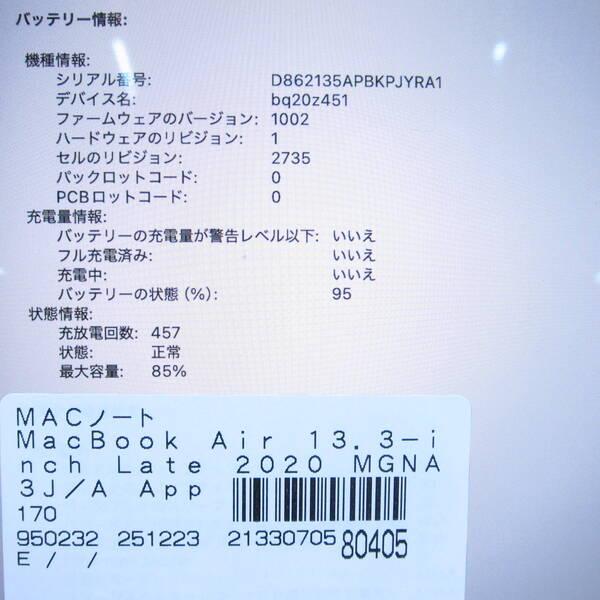 バッテリー情報:
機種情報:
シリアル番号: D862135APBKPJYRA1
デバイス名: bq20z451
ファームウェアのバージョン: 1002
ハードウェアのリビジョン: 1
セルのリビジョン: 2735
パックロットコード: 0
PCBロットコード: 0
充電量情報:
バッテリーの充電量が警告レベル以下: いいえ
フル充電済み: いいえ
充電中: いいえ
バッテリーの状態 (%): 95
状態情報:
充放電回数: 457
状態: 正常
最大容量: 85%
MACノート
MacBook Air 13.3-i
nch Late 2020 MGNA
3J/A App
170
950232 251223 21330705 80405
E / /